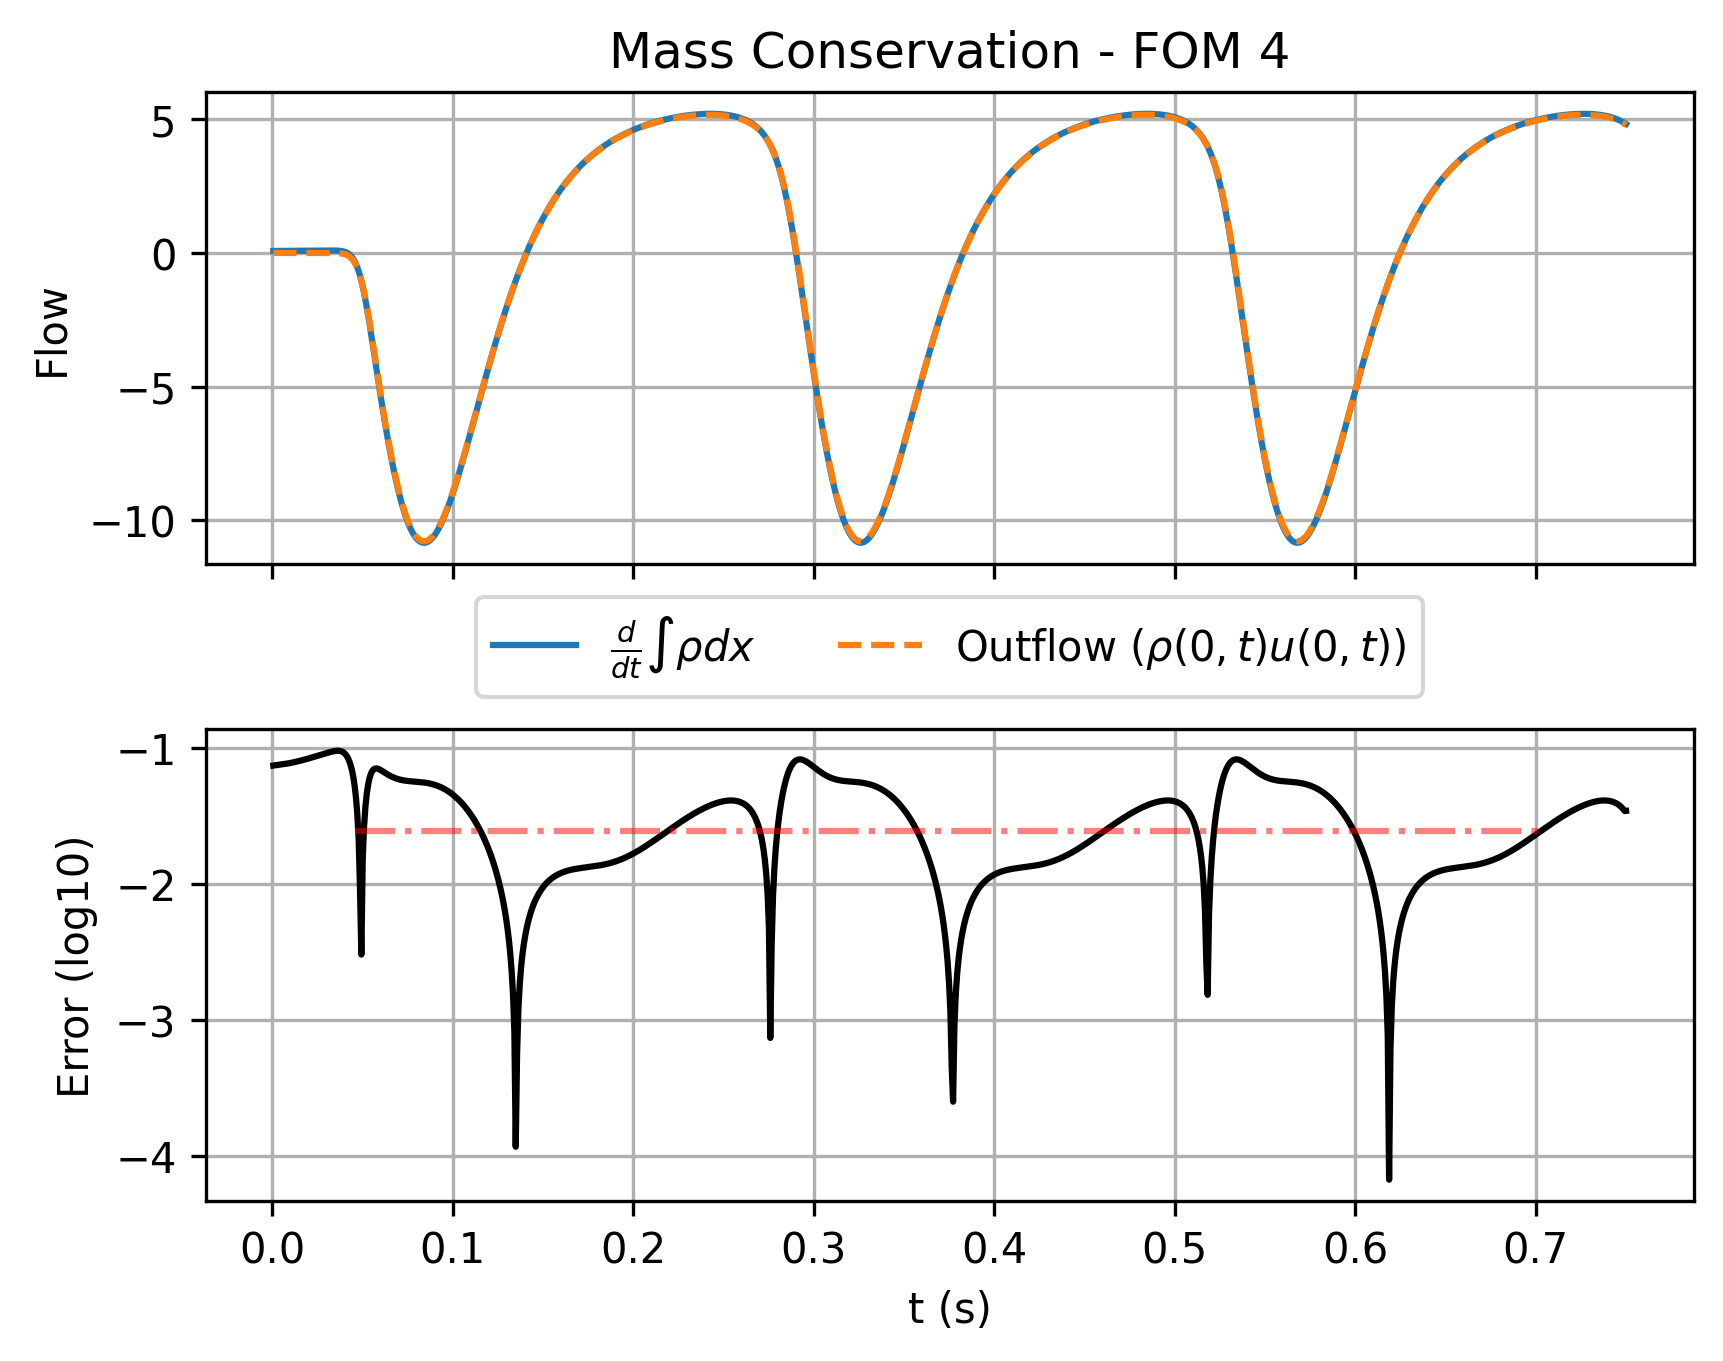 Mass Conservation - FOM 4
5
0
−5
−10
Flow
d/dt ∫ρdx
Outflow (ρ(0, t)u(0, t))
−1
−2
−3
−4
Error (log10)
0.0 0.1 0.2 0.3 0.4 0.5 0.6 0.7
t (s)